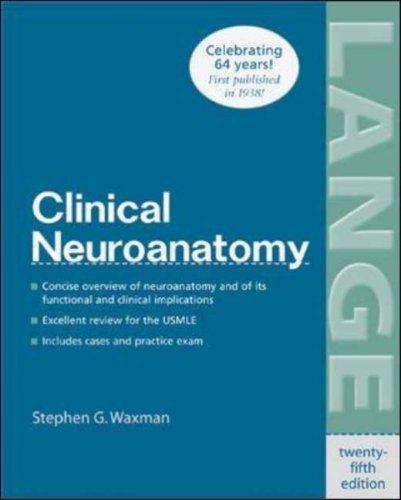 Celebrating
64 years!
First published
in 1938!
LANGE
Clinical
Neuroanatomy
Concise overview of neuroanatomy and of its
functional and clinical implications
Excellent review for the USMLE
Includes cases and practice exam
Stephen G. Waxman
twenty-
fifth
edition